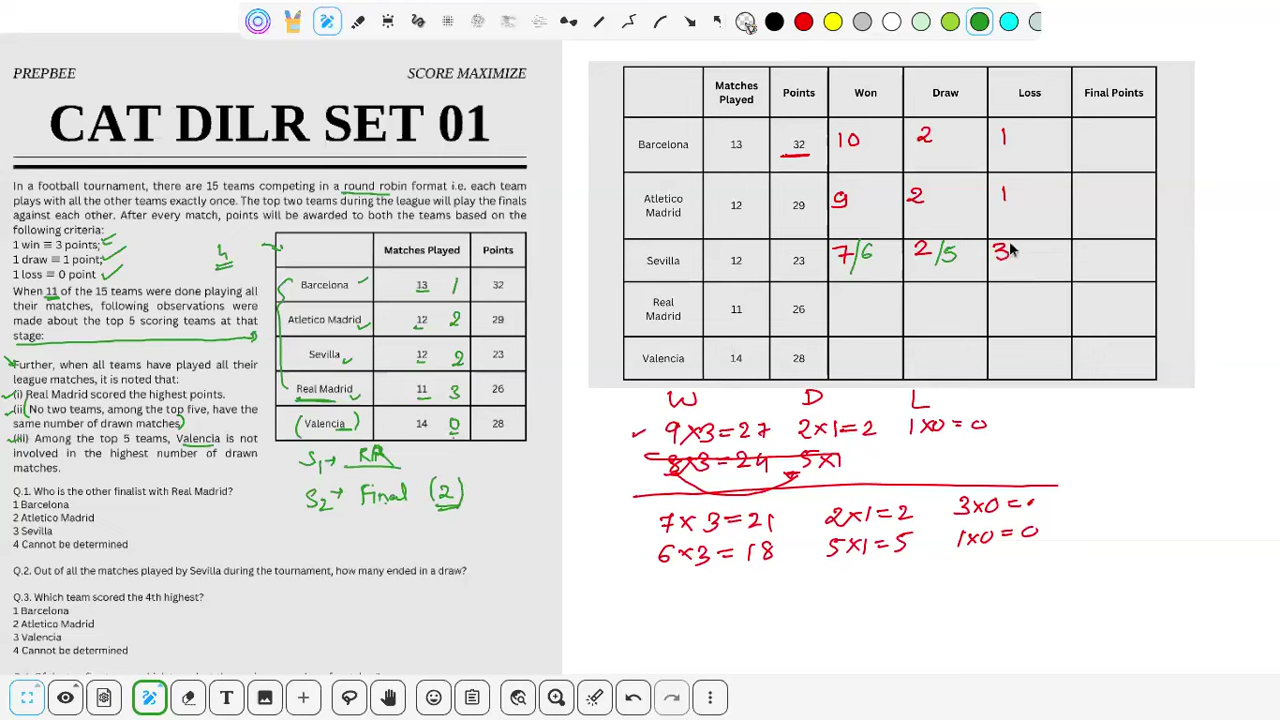 PREPBEE SCORE MAXIMIZE
CAT DILR SET 01
In a football tournament, there are 15 teams competing in a round robin format i.e. each team
plays with all the other teams exactly once. The top two teams during the league will play the finals
against each other. After every match, points will be awarded to both the teams based on the
following criteria:
1 win ≡ 3 points;
1 draw ≡ 1 point;
1 loss ≡ 0 point
4
When 11 of the 15 teams were done playing all
their matches, following observations were
made about the top 5 scoring teams at that
stage:
Further, when all teams have played all their
league matches, it is noted that:
(i) Real Madrid scored the highest points.
(ii) No two teams, among the top five, have the
same number of drawn matches
(iii) Among the top 5 teams, Valencia is not
involved in the highest number of drawn
matches.
Matches Played Points
Barcelona 13 1 32
Atletico Madrid 12 2 29
Sevilla 12 2 23
Real Madrid 11 3 26
(Valencia) 14 0 28
S1→ RR
S2→ Final (2)
Q.1. Who is the other finalist with Real Madrid?
1 Barcelona
2 Atletico Madrid
3 Sevilla
4 Cannot be determined
Q.2. Out of all the matches played by Sevilla during the tournament, how many ended in a draw?
Q.3. Which team scored the 4th highest?
1 Barcelona
2 Atletico Madrid
3 Valencia
4 Cannot be determined
Matches
Played Points Won Draw Loss Final Points
Barcelona 13 32 10 2 1
Atletico
Madrid 12 29 9 2 1
Sevilla 12 23 7/6 2/5 3
Real
Madrid 11 26
Valencia 14 28
W D L
9×3=27 2×1=2 1×0=0
8×3=24 5×1
7×3=21 2×1=2 3×0=
6×3=18 5×1=5 1×0=0
T